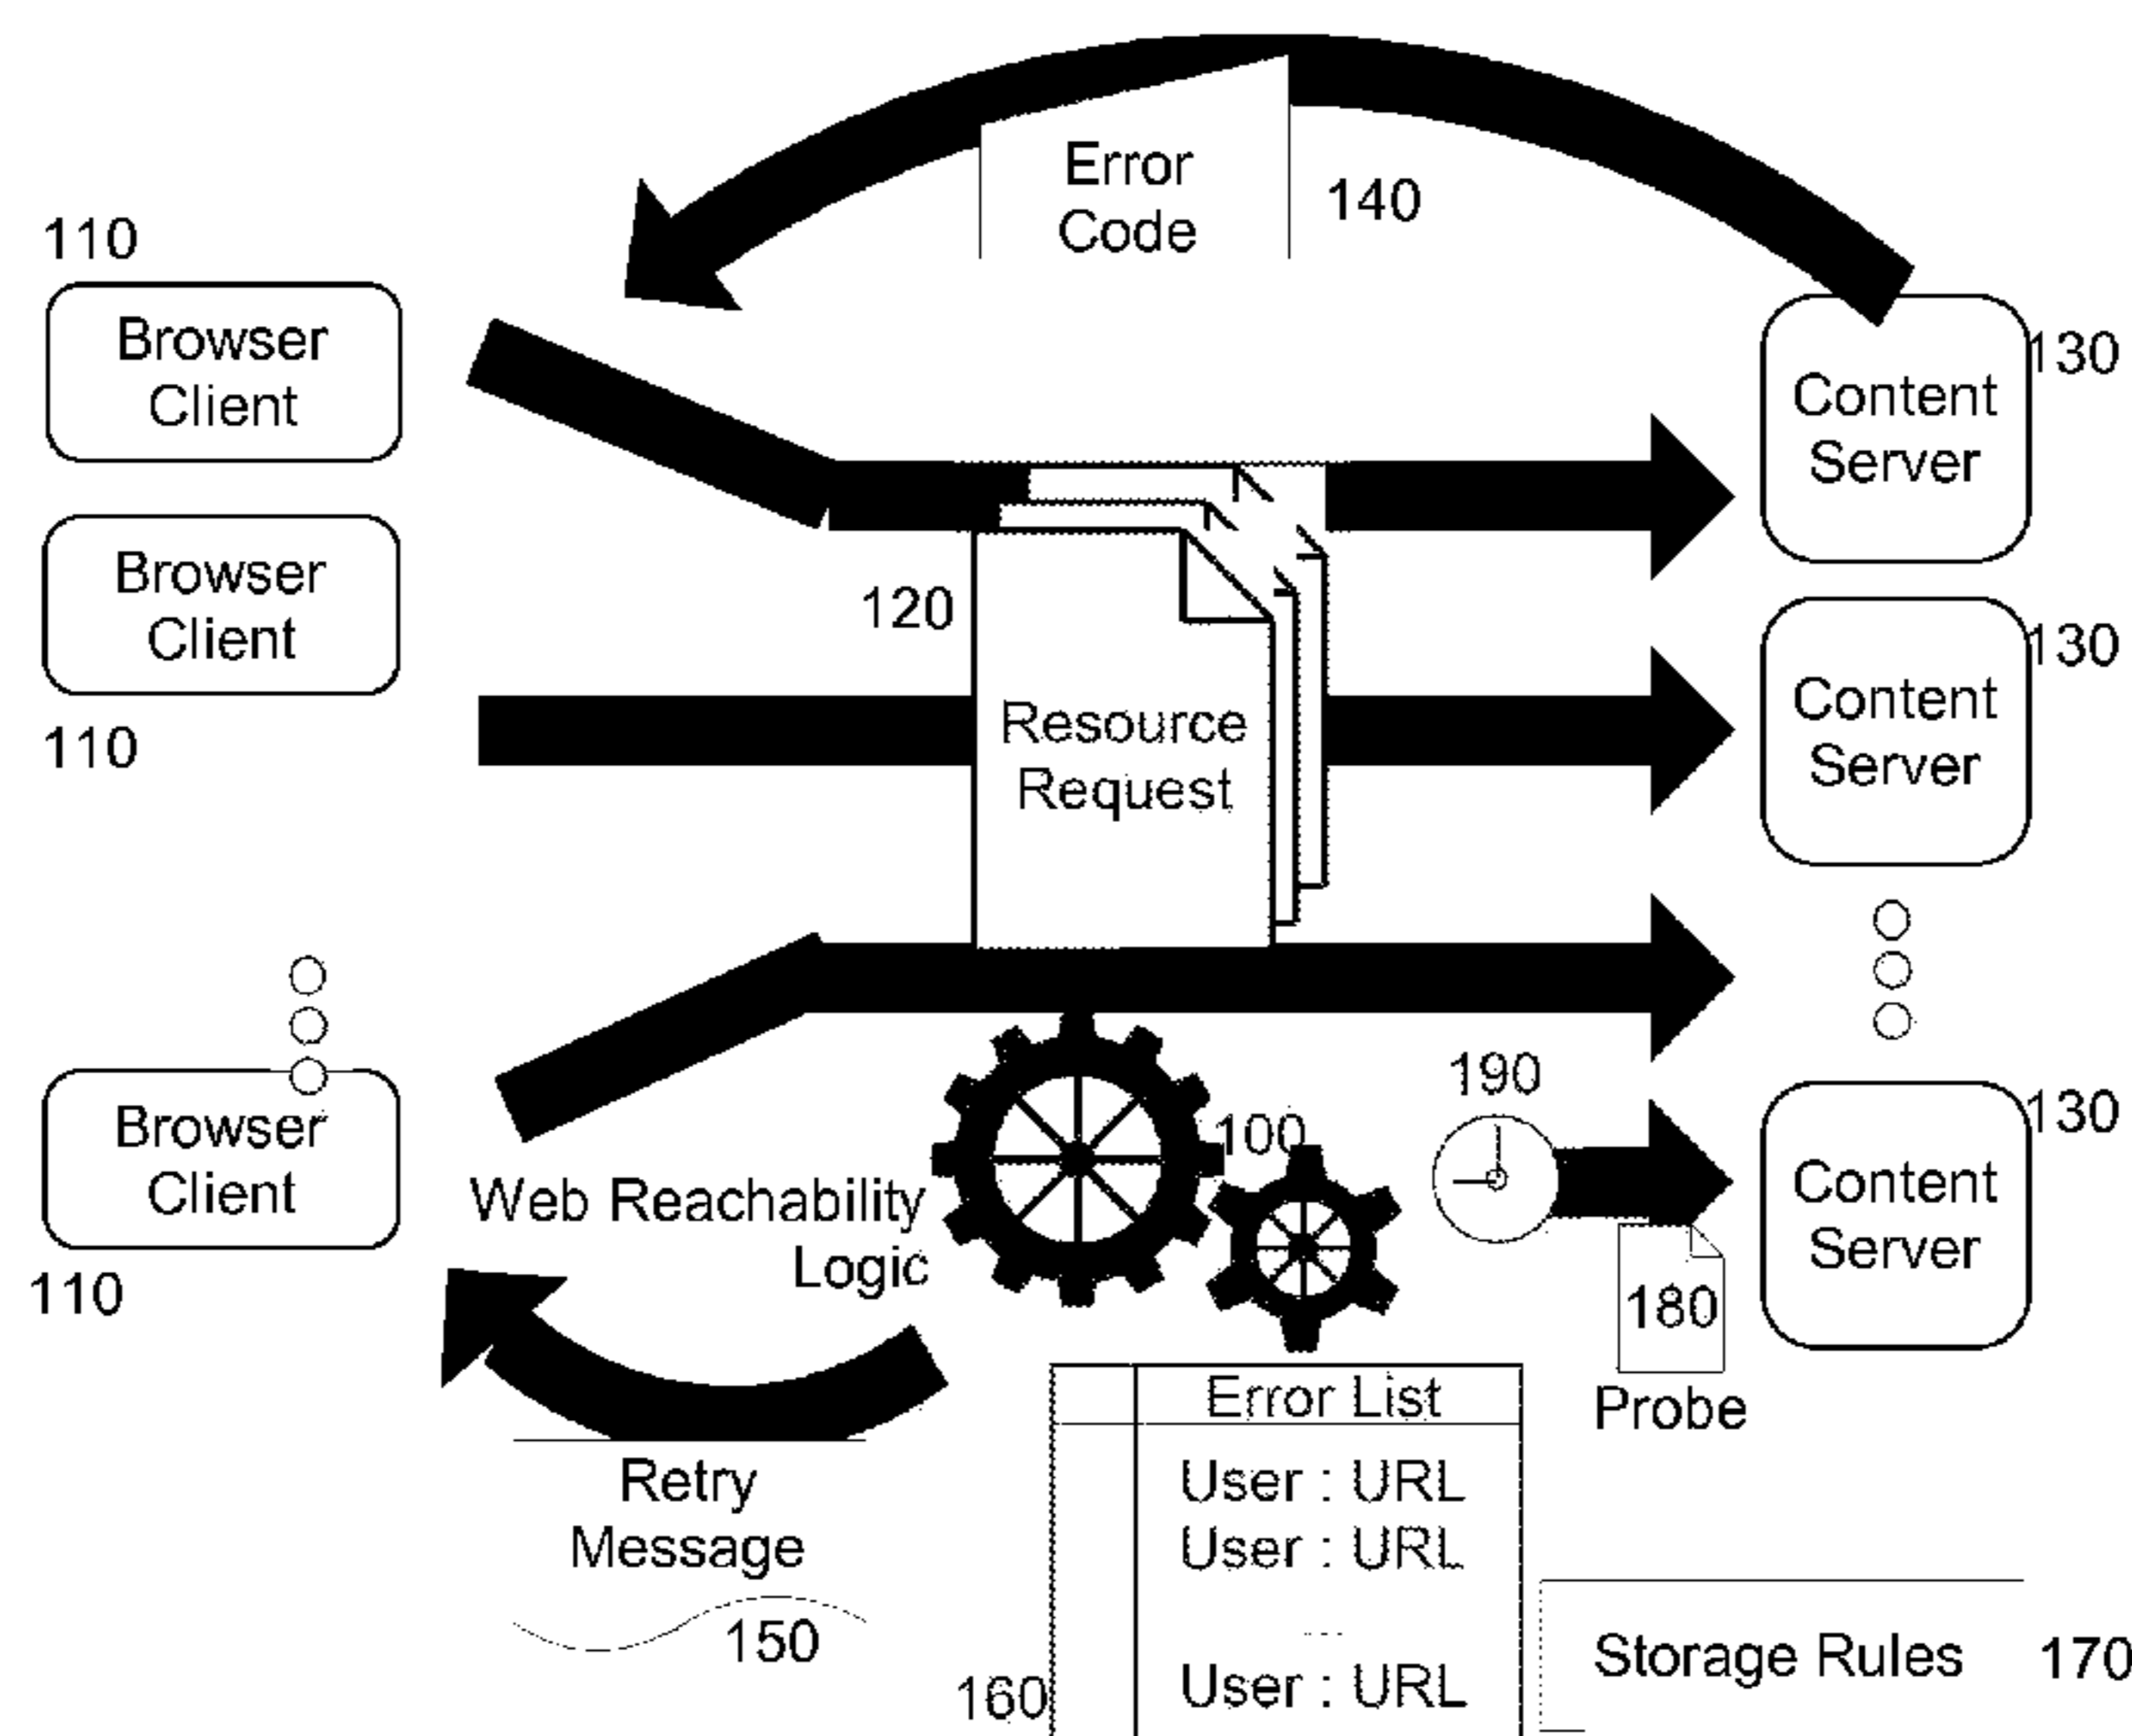 Error
Code
140
110
Browser
Client
130
Content
Server
Browser
Client
110
120
Resource
Request
130
Content
Server
Browser
Client
110
Web Reachability
Logic
100
190
130
Content
Server
180
Probe
Retry
Message
150
Error List
User : URL
User : URL
...
User : URL
160
Storage Rules
170